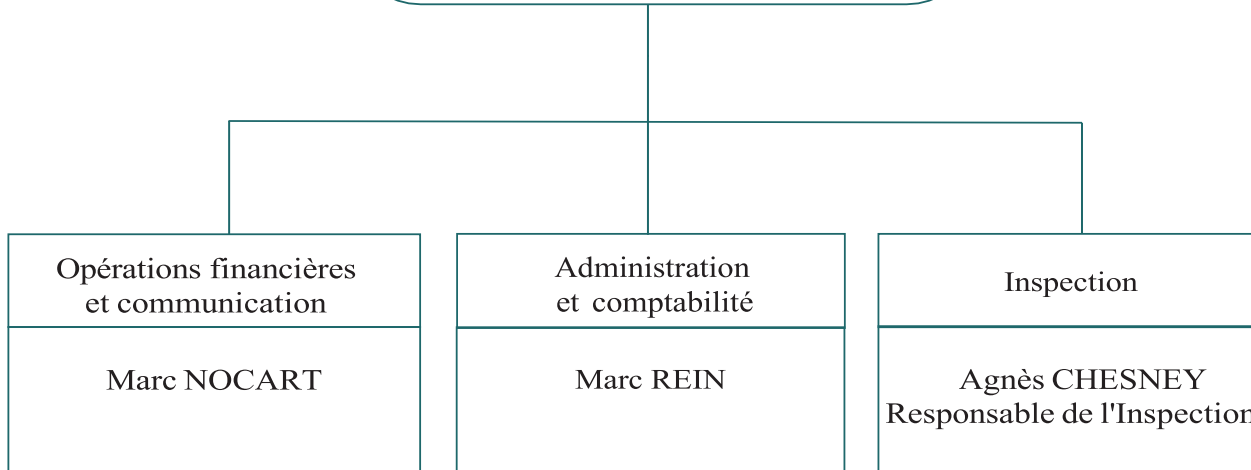 Opérations financières
et communication
Marc NOCART
Administration
et comptabilité
Marc REIN
Inspection
Agnès CHESNEY
Responsable de l'Inspection